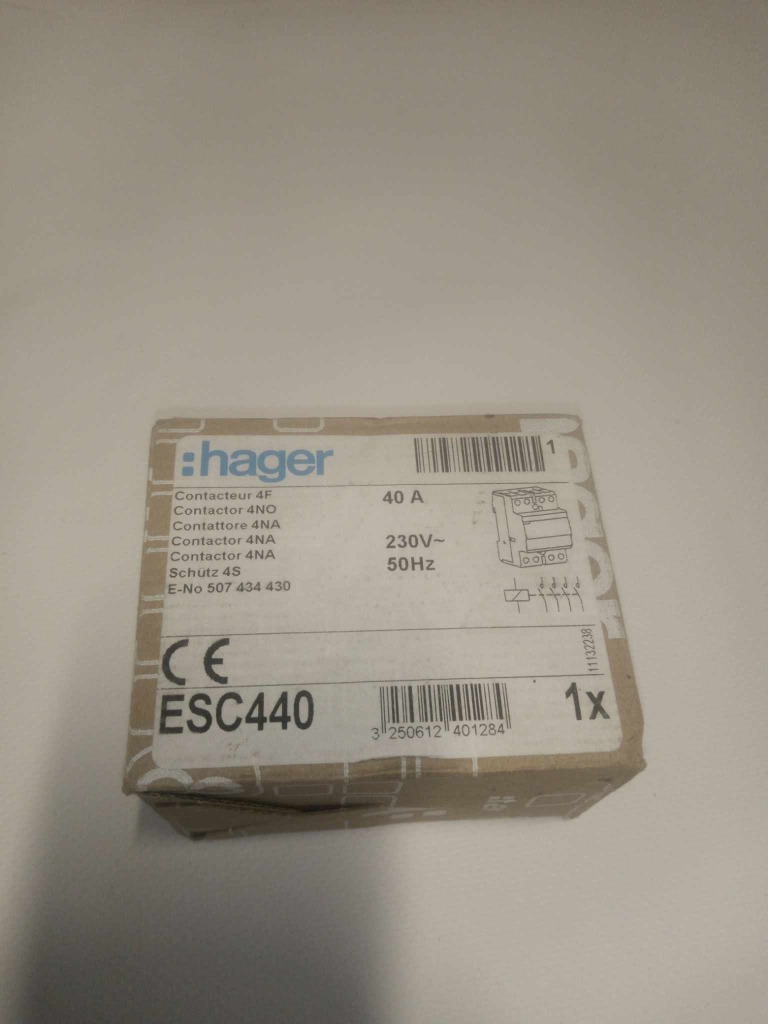 :hager
1
Contacteur 4F
Contactor 4NO
Contattore 4NA
Contactor 4NA
Contactor 4NA
Schütz 4S
E-No 507 434 430
40 A
230V~
50Hz
11132238
CE
ESC440
3 250612 401284
1x